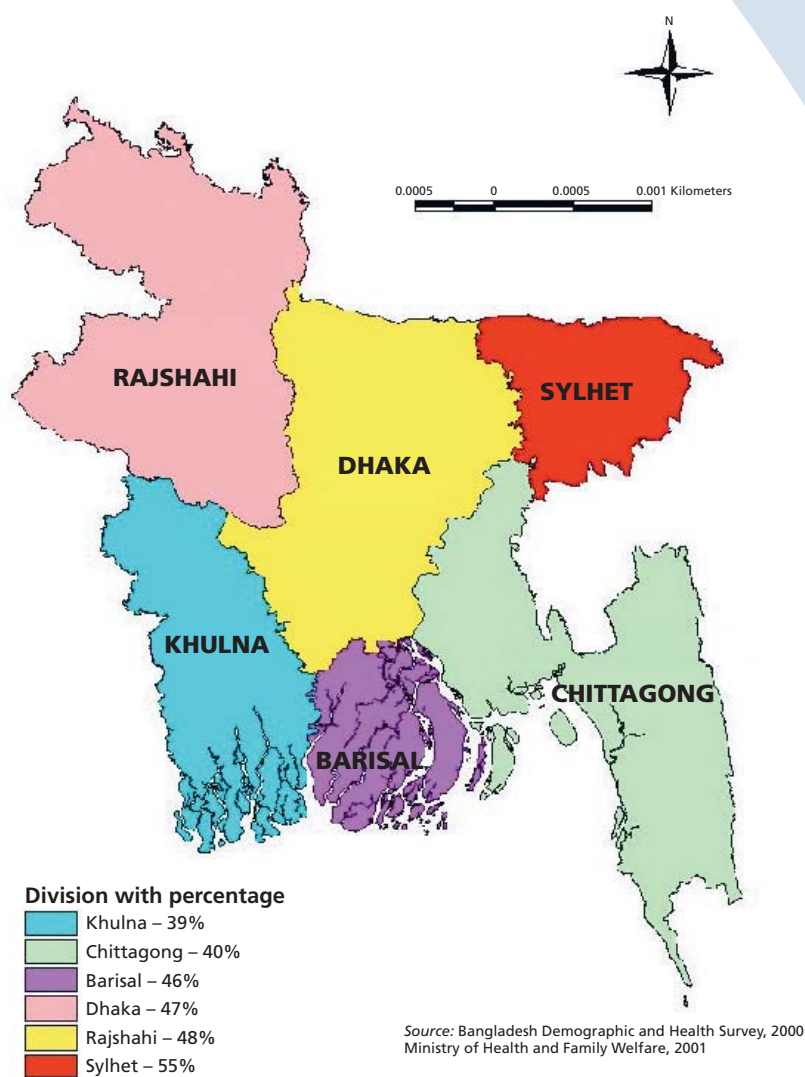 N
0.0005 0 0.0005 0.001 Kilometers
RAJSHAHI
SYLHET
DHAKA
KHULNA
CHITTAGONG
BARISAL
Division with percentage
Khulna – 39%
Chittagong – 40%
Barisal – 46%
Dhaka – 47%
Rajshahi – 48%
Sylhet – 55%
Source: Bangladesh Demographic and Health Survey, 2000
Ministry of Health and Family Welfare, 2001